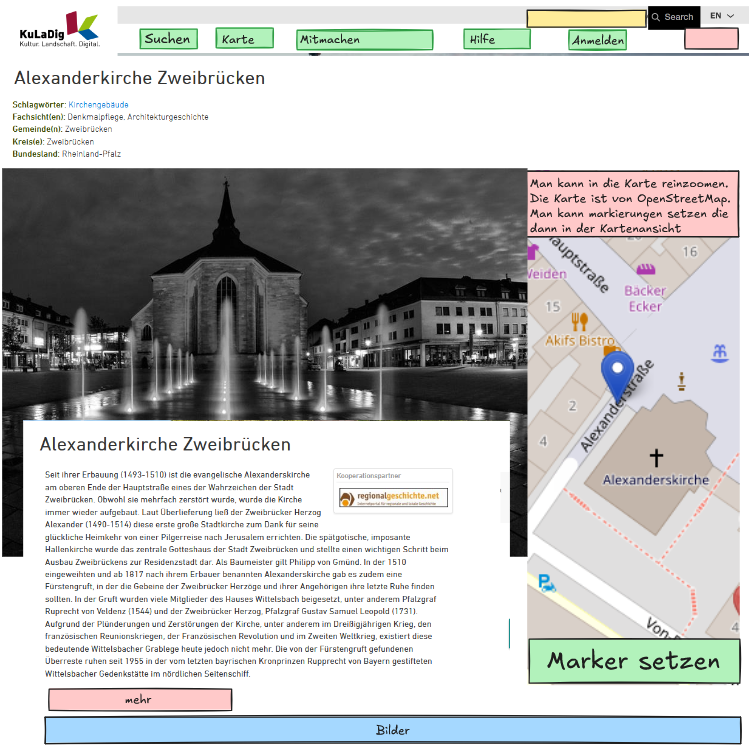 KuLaDig
Kultur. Landschaft. Digital.
Search
EN
Suchen
Karte
Mitmachen
Hilfe
Anmelden
Alexanderkirche Zweibrücken
Schlagwörter: Kirchengebäude
Fachsicht(en): Denkmalpflege, Architekturgeschichte
Gemeinde(n): Zweibrücken
Kreis(e): Zweibrücken
Bundesland: Rheinland-Pfalz
Man kann in die Karte reinzoomen.
Die Karte ist von OpenStreetMap.
Man kann markierungen setzen die
dann in der Kartenansicht
Hauptstraße
16
Weiden
Bäcker
Ecker
15
Akifs Bistro
2
Alexanderstraße
4
Alexanderskirche
Von-
4
Marker setzen
Alexanderkirche Zweibrücken
Kooperationspartner
regionalgeschichte.net
Seit ihrer Erbauung (1493-1510) ist die evangelische Alexanderskirche
am oberen Ende der Hauptstraße eines der Wahrzeichen der Stadt
Zweibrücken. Obwohl sie mehrfach zerstört wurde, wurde die Kirche
immer wieder aufgebaut. Laut Überlieferung ließ der Zweibrücker Herzog
Alexander (1490-1514) diese erste große Stadtkirche zum Dank für seine
glückliche Heimkehr von einer Pilgerreise nach Jerusalem errichten. Die spätgotische, imposante
Hallenkirche wurde das zentrale Gotteshaus der Stadt Zweibrücken und stellte einen wichtigen Schritt beim
Ausbau Zweibrückens zur Residenzstadt dar. Als Baumeister gilt Philipp von Gmünd. In der 1510
eingeweihten und ab 1817 nach ihrem Erbauer benannten Alexanderskirche gab es zudem eine
Fürstengruft, in der die Gebeine der Zweibrücker Herzöge und ihrer Angehörigen ihre letzte Ruhe finden
sollten. In der Gruft wurden viele Mitglieder des Hauses Wittelsbach beigesetzt, unter anderem Pfalzgraf
Ruprecht von Veldenz (1544) und der Zweibrücker Herzog, Pfalzgraf Gustav Samuel Leopold (1731).
Aufgrund der Plünderungen und Zerstörungen der Kirche, unter anderem im Dreißigjährigen Krieg, den
französischen Reunionskriegen, der Französischen Revolution und im Zweiten Weltkrieg, existiert diese
bedeutende Wittelsbacher Grablege heute jedoch nicht mehr. Die von der Fürstengruft gefundenen
Überreste ruhen seit 1955 in der vom letzten bayrischen Kronprinzen Rupprecht von Bayern gestifteten
Wittelsbacher Gedenkstätte im nördlichen Seitenschiff.
mehr
Bilder